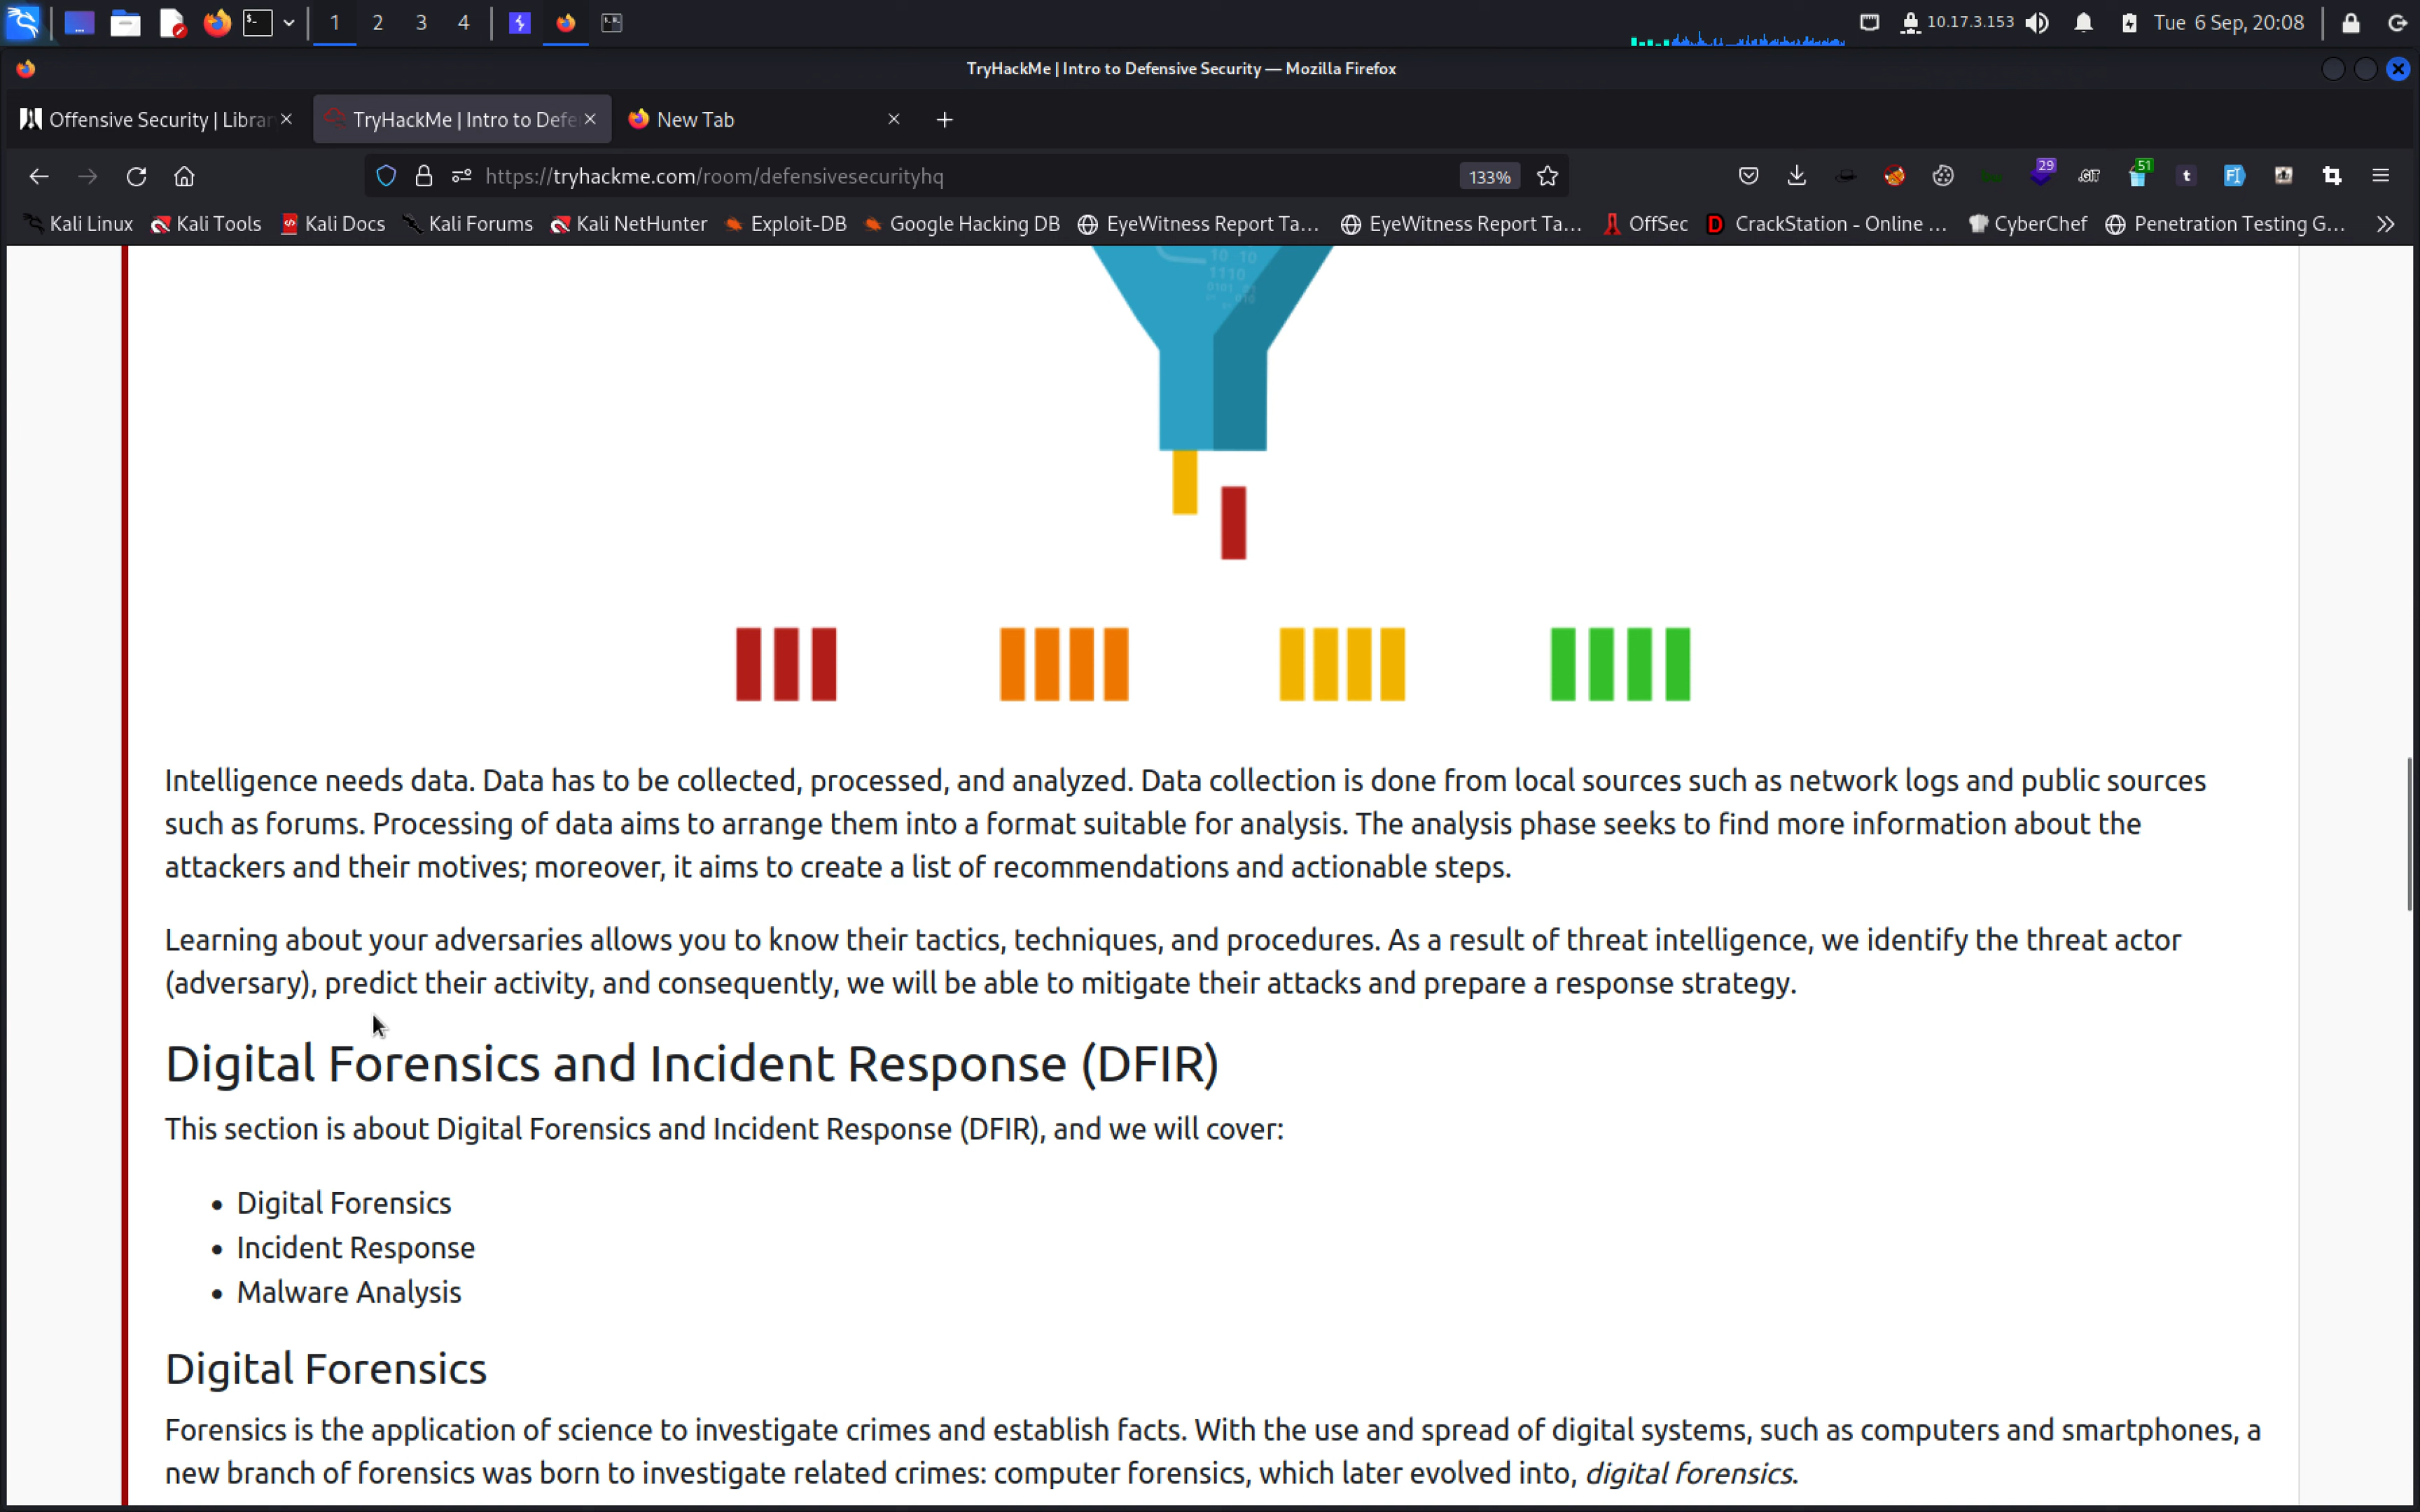 1 2 3 4 10.17.3.153 Tue 6 Sep, 20:08
TryHackMe | Intro to Defensive Security — Mozilla Firefox
Offensive Security | Librar TryHackMe | Intro to Defe New Tab
https://tryhackme.com/room/defensivesecurityhq 133% 29 .GIT 51 t FI
Kali Linux Kali Tools Kali Docs Kali Forums Kali NetHunter Exploit-DB Google Hacking DB EyeWitness Report Ta... EyeWitness Report Ta... OffSec CrackStation - Online ... CyberChef Penetration Testing G...
10 10
1110
Intelligence needs data. Data has to be collected, processed, and analyzed. Data collection is done from local sources such as network logs and public sources
such as forums. Processing of data aims to arrange them into a format suitable for analysis. The analysis phase seeks to find more information about the
attackers and their motives; moreover, it aims to create a list of recommendations and actionable steps.
Learning about your adversaries allows you to know their tactics, techniques, and procedures. As a result of threat intelligence, we identify the threat actor
(adversary), predict their activity, and consequently, we will be able to mitigate their attacks and prepare a response strategy.
Digital Forensics and Incident Response (DFIR)
This section is about Digital Forensics and Incident Response (DFIR), and we will cover:
• Digital Forensics
• Incident Response
• Malware Analysis
Digital Forensics
Forensics is the application of science to investigate crimes and establish facts. With the use and spread of digital systems, such as computers and smartphones, a
new branch of forensics was born to investigate related crimes: computer forensics, which later evolved into, digital forensics.